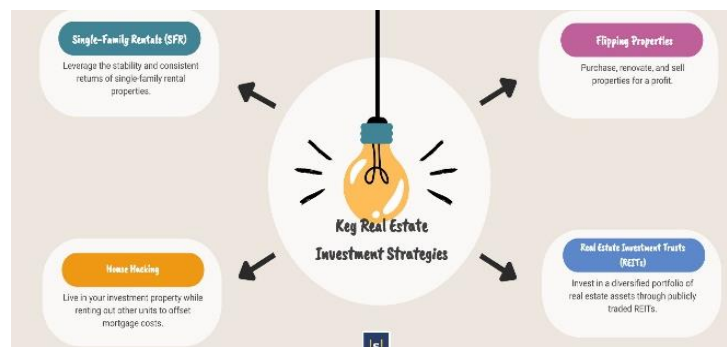 Single-Family Rentals (SFR)
Leverage the stability and consistent
returns of single-family rental
properties.
Flipping Properties
Purchase, renovate, and sell
properties for a profit.
Key Real Estate
Investment Strategies
House Hacking
Live in your investment property while
renting out other units to offset
mortgage costs.
Real Estate Investment Trusts
(REITs)
Invest in a diversified portfolio of
real estate assets through publicly
traded REITs.